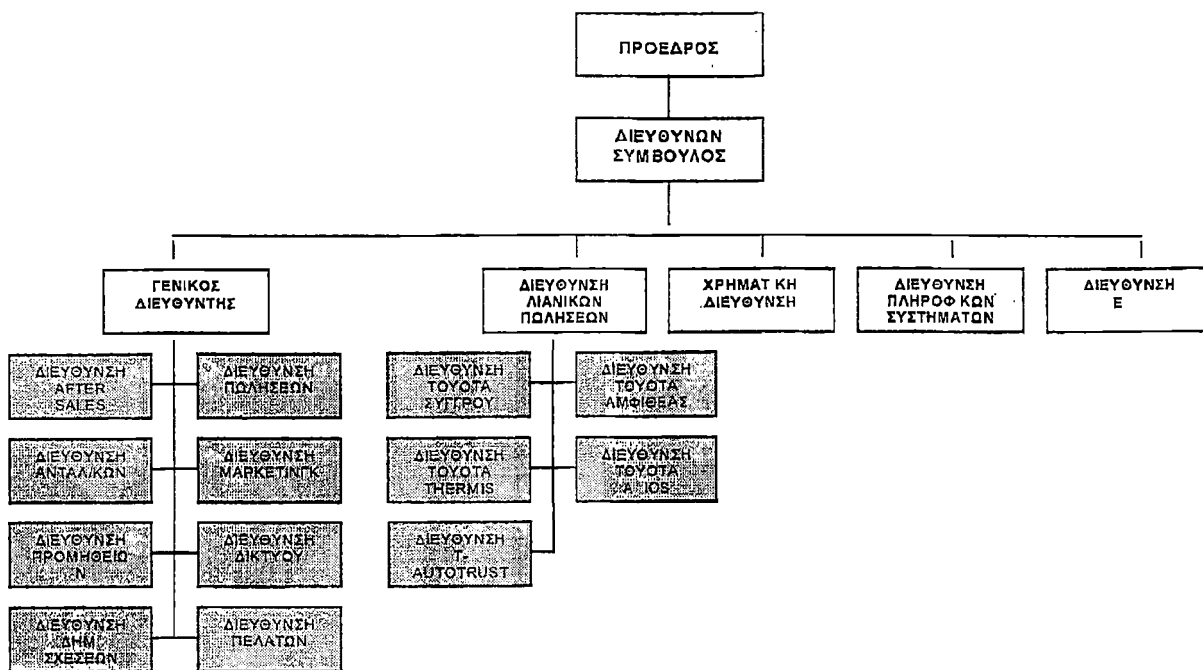 ΠΡΟΕΔΡΟΣ
ΔΙΕΥΘΥΝΩΝ
ΣΥΜΒΟΥΛΟΣ
ΓΕΝΙΚΟΣ
ΔΙΕΥΘΥΝΤΗΣ
ΔΙΕΥΘΥΝΣΗ
ΛΙΑΝΙΚΩΝ
ΠΩΛΗΣΕΩΝ
ΧΡΗΜΑΤ ΚΗ
ΔΙΕΥΘΥΝΣΗ
ΔΙΕΥΘΥΝΣΗ
ΠΛΗΡΟΦ ΚΩΝ
ΣΥΣΤΗΜΑΤΩΝ
ΔΙΕΥΘΥΝΣΗ
Ε
ΔΙΕΥΘΥΝΣΗ
AFTER
SALES
ΔΙΕΥΘΥΝΣΗ
ΠΩΛΗΣΕΩΝ
ΔΙΕΥΘΥΝΣΗ
ΤΟΥΟΤΑ
ΣΥΓΓΡΟΥ
ΔΙΕΥΘΥΝΣΗ
ΤΟΥΟΤΑ
ΑΜΦΙΘΕΑΣ
ΔΙΕΥΘΥΝΣΗ
ΑΝΤΑΛ/ΚΩΝ
ΔΙΕΥΘΥΝΣΗ
ΜΑΡΚΕΤΙΝΓΚ
ΔΙΕΥΘΥΝΣΗ
ΤΟΥΟΤΑ
THERMIS
ΔΙΕΥΘΥΝΣΗ
ΤΟΥΟΤΑ
ΔΙΕΥΘΥΝΣΗ
ΠΡΟΜΗΘΕΙΩ
Ν
ΔΙΕΥΘΥΝΣΗ
ΔΙΚΤΥΟΥ
ΔΙΕΥΘΥΝΣΗ
Τ-
AUTOTRUST
ΔΙΕΥΘΥΝΣΗ
ΔΗΜ
ΣΧΕΣΕΩΝ
ΔΙΕΥΘΥΝΣΗ
ΠΕΛΑΤΩΝ